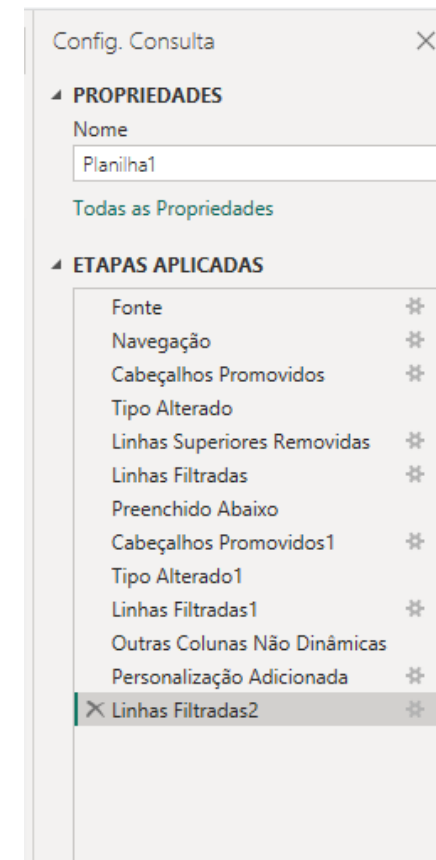 Config. Consulta
PROPRIEDADES
Nome
Planilha1
Todas as Propriedades
ETAPAS APLICADAS
Fonte
Navegação
Cabeçalhos Promovidos
Tipo Alterado
Linhas Superiores Removidas
Linhas Filtradas
Preenchido Abaixo
Cabeçalhos Promovidos1
Tipo Alterado1
Linhas Filtradas1
Outras Colunas Não Dinâmicas
Personalização Adicionada
Linhas Filtradas2